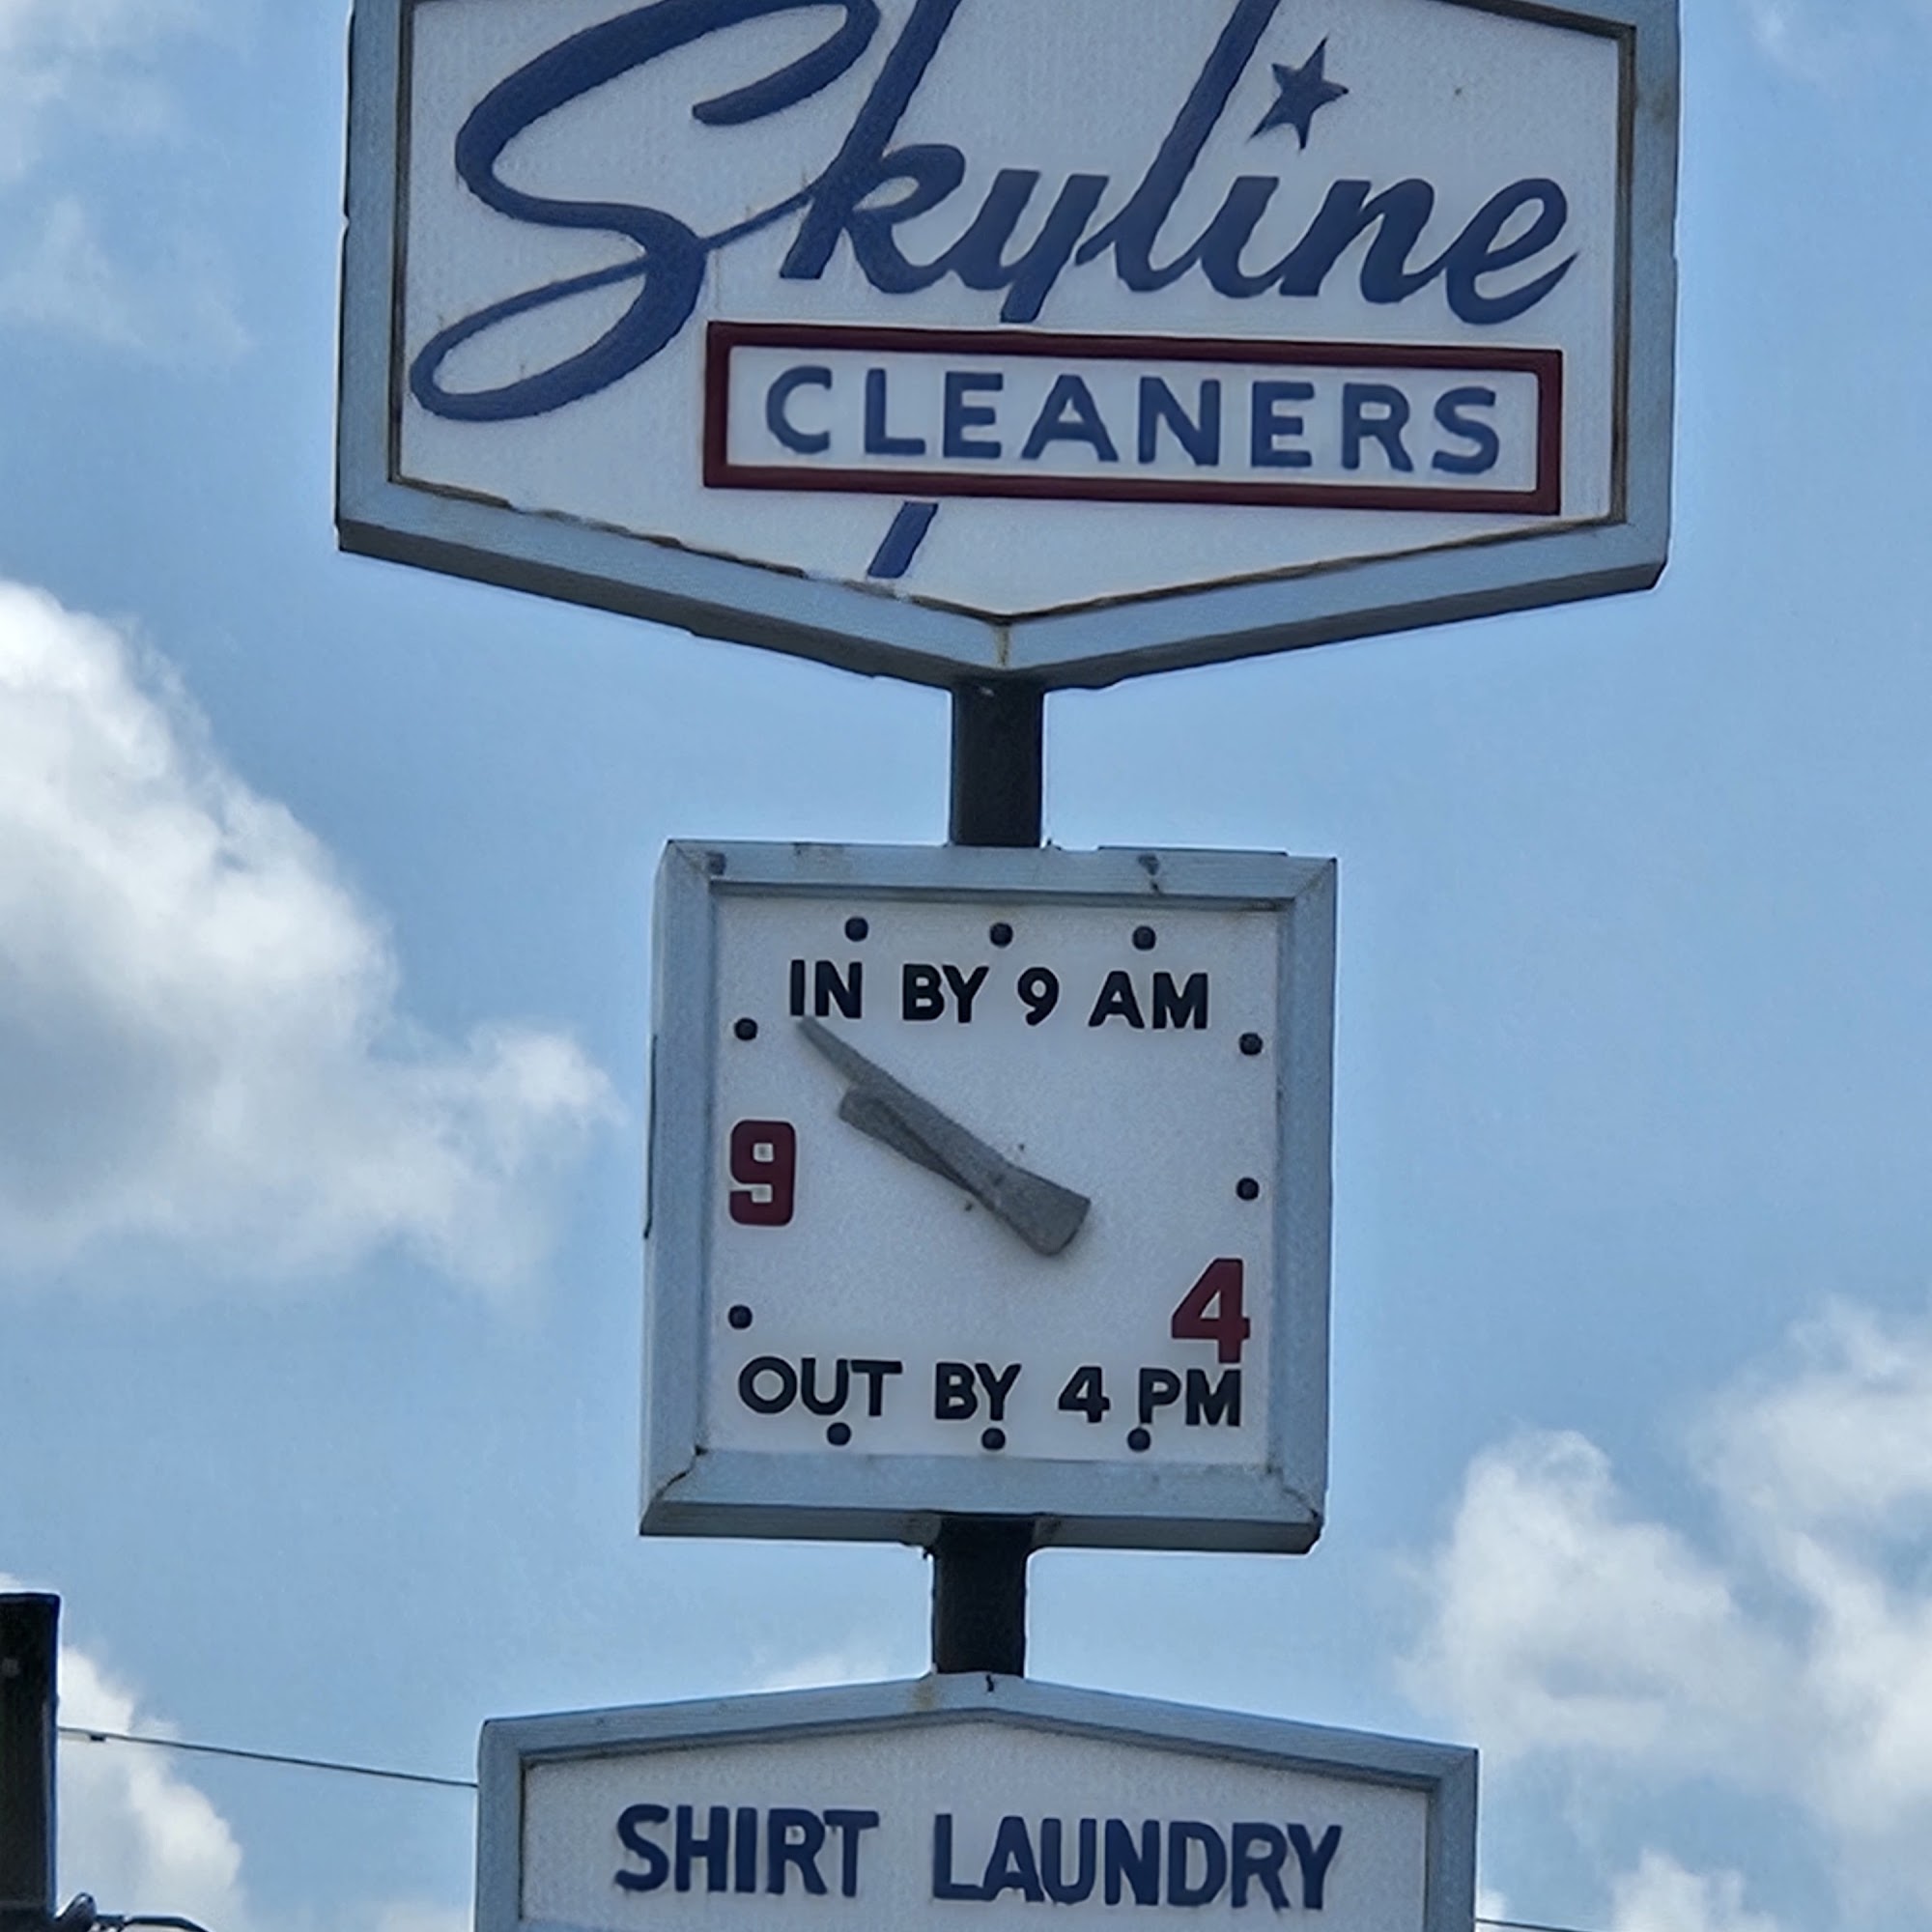 Skyline
CLEANERS
IN BY 9 AM
9
4
OUT BY 4 PM
SHIRT LAUNDRY